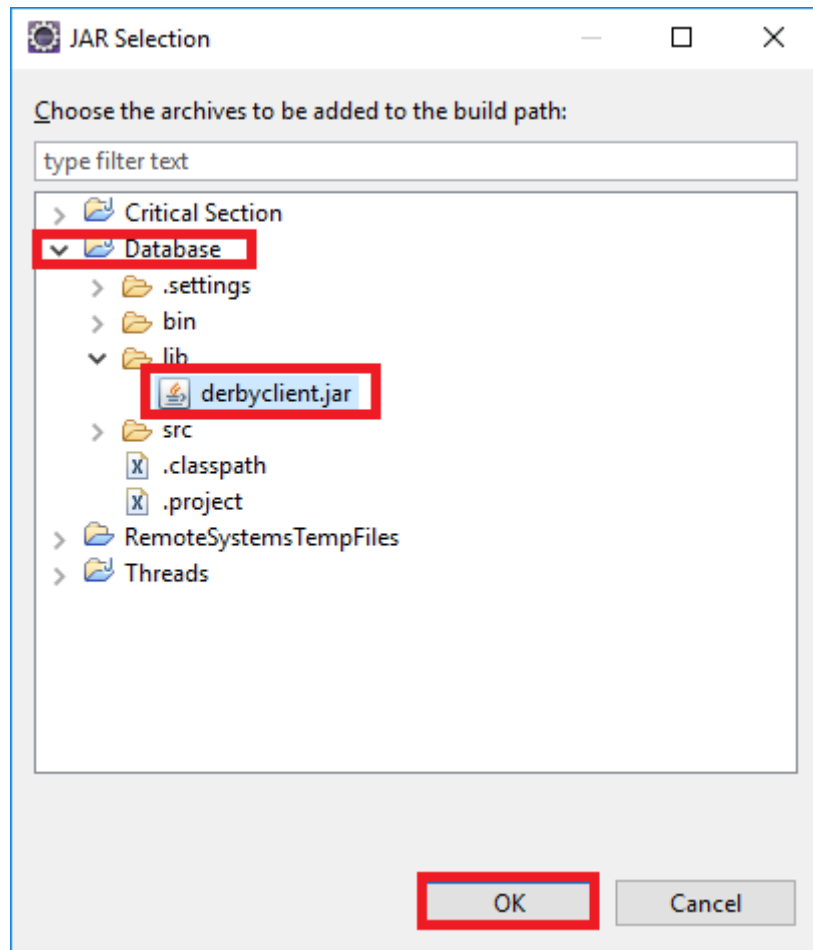 JAR Selection
Choose the archives to be added to the build path:
type filter text
Critical Section
Database
.settings
bin
lib
derbyclient.jar
src
.classpath
.project
RemoteSystemsTempFiles
Threads
OK Cancel